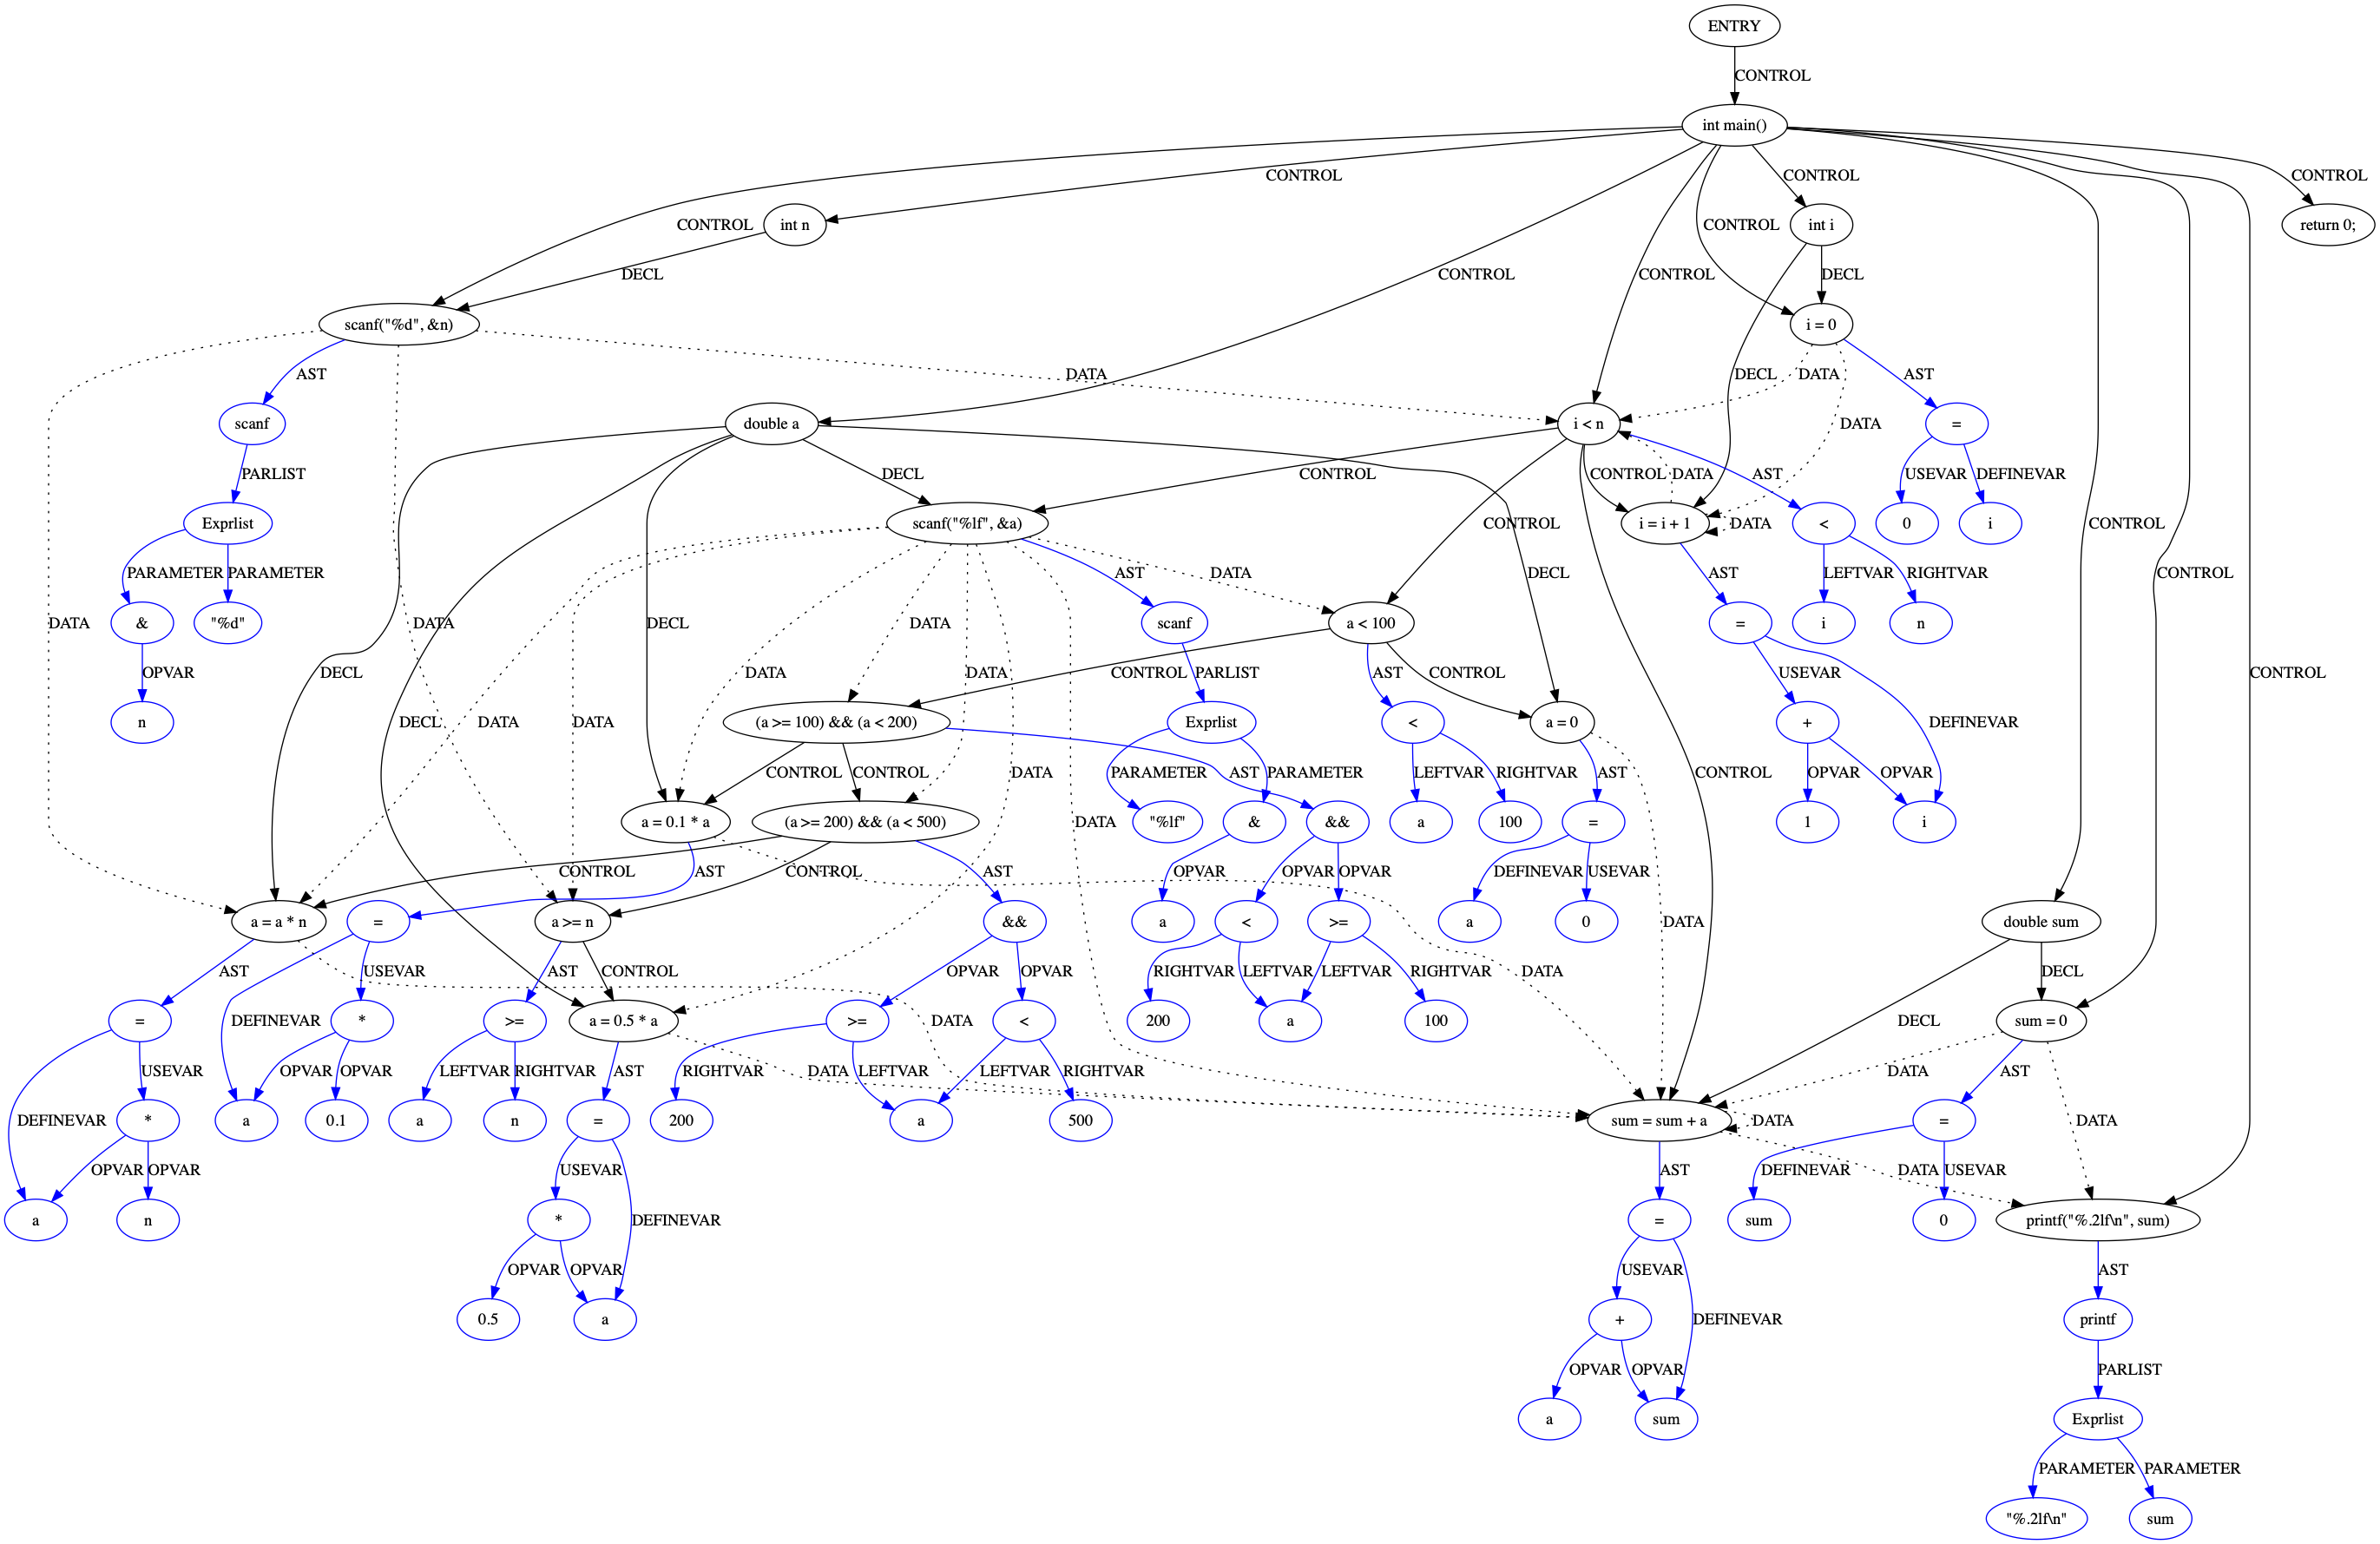 ENTRY
CONTROL
int main()
CONTROL
CONTROL
CONTROL
CONTROL
int n
int i
return 0;
CONTROL
DECL
CONTROL
CONTROL
DECL
scanf("%d", &n)
i = 0
AST
DATA
DECL
DATA
AST
scanf
double a
i < n
=
DATA
PARLIST
DECL
CONTROL
CONTROL
DATA
AST
USEVAR
DEFINEVAR
Exprlist
scanf("%lf", &a)
i = i + 1
DATA
<
0
i
CONTROL
CONTROL
PARAMETER
PARAMETER
DATA
AST
DATA
DECL
AST
LEFTVAR
RIGHTVAR
CONTROL
&
"%d"
DATA
DATA
DECL
scanf
a < 100
=
i
n
OPVAR
DECL
DATA
DATA
CONTROL
PARLIST
AST
CONTROL
USEVAR
CONTROL
n
DECL
DATA
DATA
(a >= 100) && (a < 200)
Exprlist
<
a = 0
+
DEFINEVAR
CONTROL
CONTROL
DATA
PARAMETER
AST
PARAMETER
LEFTVAR
RIGHTVAR
AST
CONTROL
OPVAR
OPVAR
a = 0.1 * a
(a >= 200) && (a < 500)
DATA
"%lf"
&
&&
a
100
=
1
i
CONTROL
AST
CONTROL
AST
OPVAR
OPVAR
OPVAR
DEFINEVAR
USEVAR
a = a * n
=
a >= n
&&
a
<
>=
a
0
DATA
double sum
AST
USEVAR
AST
CONTROL
OPVAR
OPVAR
RIGHTVAR
LEFTVAR
LEFTVAR
RIGHTVAR
DATA
DECL
=
DEFINEVAR
*
>=
a = 0.5 * a
>=
<
DATA
200
a
100
DECL
sum = 0
USEVAR
OPVAR
OPVAR
LEFTVAR
RIGHTVAR
AST
RIGHTVAR
DATA
LEFTVAR
LEFTVAR
RIGHTVAR
DATA
AST
DEFINEVAR
*
a
0.1
a
n
=
200
a
500
sum = sum + a
DATA
=
DATA
OPVAR
OPVAR
USEVAR
DEFINEVAR
AST
DEFINEVAR
DATA
USEVAR
a
n
*
=
sum
0
printf("%.2lf\n", sum)
OPVAR
OPVAR
USEVAR
AST
0.5
a
+
DEFINEVAR
printf
OPVAR
OPVAR
PARLIST
a
sum
Exprlist
PARAMETER
PARAMETER
"%.2lf\n"
sum